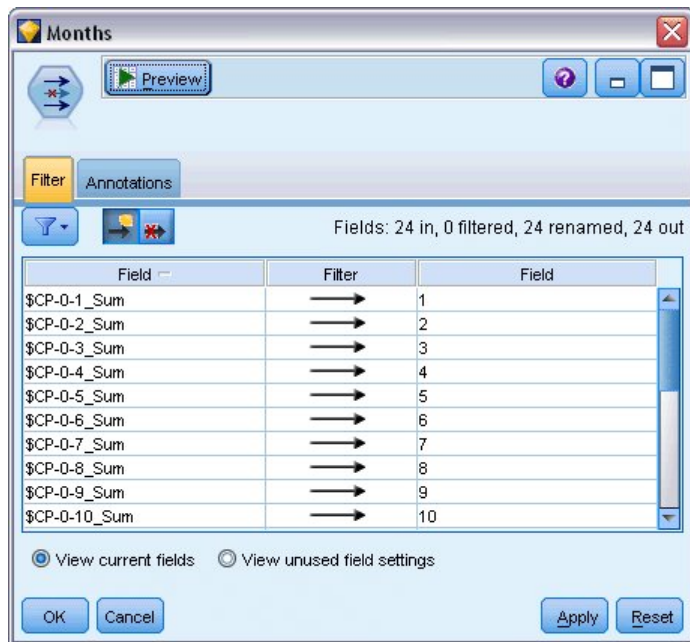 Months
Preview
Filter Annotations
Fields: 24 in, 0 filtered, 24 renamed, 24 out
Field Filter Field
$CP-0-1_Sum 1
$CP-0-2_Sum 2
$CP-0-3_Sum 3
$CP-0-4_Sum 4
$CP-0-5_Sum 5
$CP-0-6_Sum 6
$CP-0-7_Sum 7
$CP-0-8_Sum 8
$CP-0-9_Sum 9
$CP-0-10_Sum 10
View current fields View unused field settings
OK Cancel Apply Reset